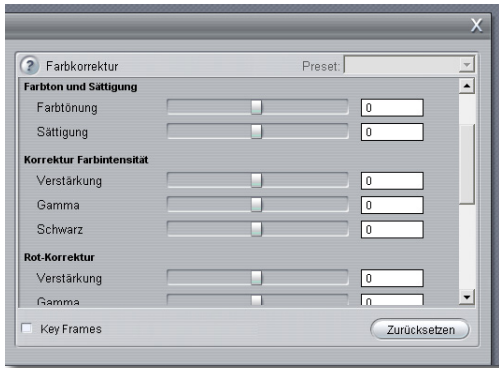 X
? Farbkorrektur Preset:
Farbton und Sättigung
Farbtönung 0
Sättigung 0
Korrektur Farbintensität
Verstärkung 0
Gamma 0
Schwarz 0
Rot-Korrektur
Verstärkung 0
Gamma 0
Key Frames Zurücksetzen